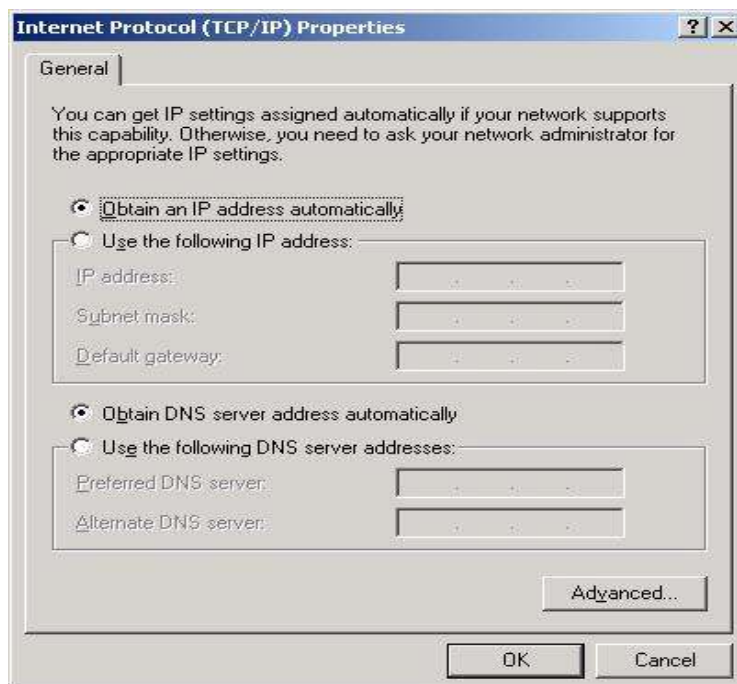 Internet Protocol (TCP/IP) Properties
General
You can get IP settings assigned automatically if your network supports
this capability. Otherwise, you need to ask your network administrator for
the appropriate IP settings.
Obtain an IP address automatically
Use the following IP address:
IP address:
Subnet mask:
Default gateway:
Obtain DNS server address automatically
Use the following DNS server addresses:
Preferred DNS server:
Alternate DNS server:
Advanced...
OK
Cancel